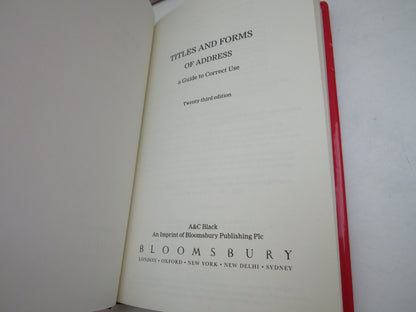 TITLES AND FORMS
OF ADDRESS
a Guide to Correct Use
Twenty-third edition
A&C Black
An Imprint of Bloomsbury Publishing Plc
BLOOMSBURY
LONDON • OXFORD • NEW YORK • NEW DELHI • SYDNEY